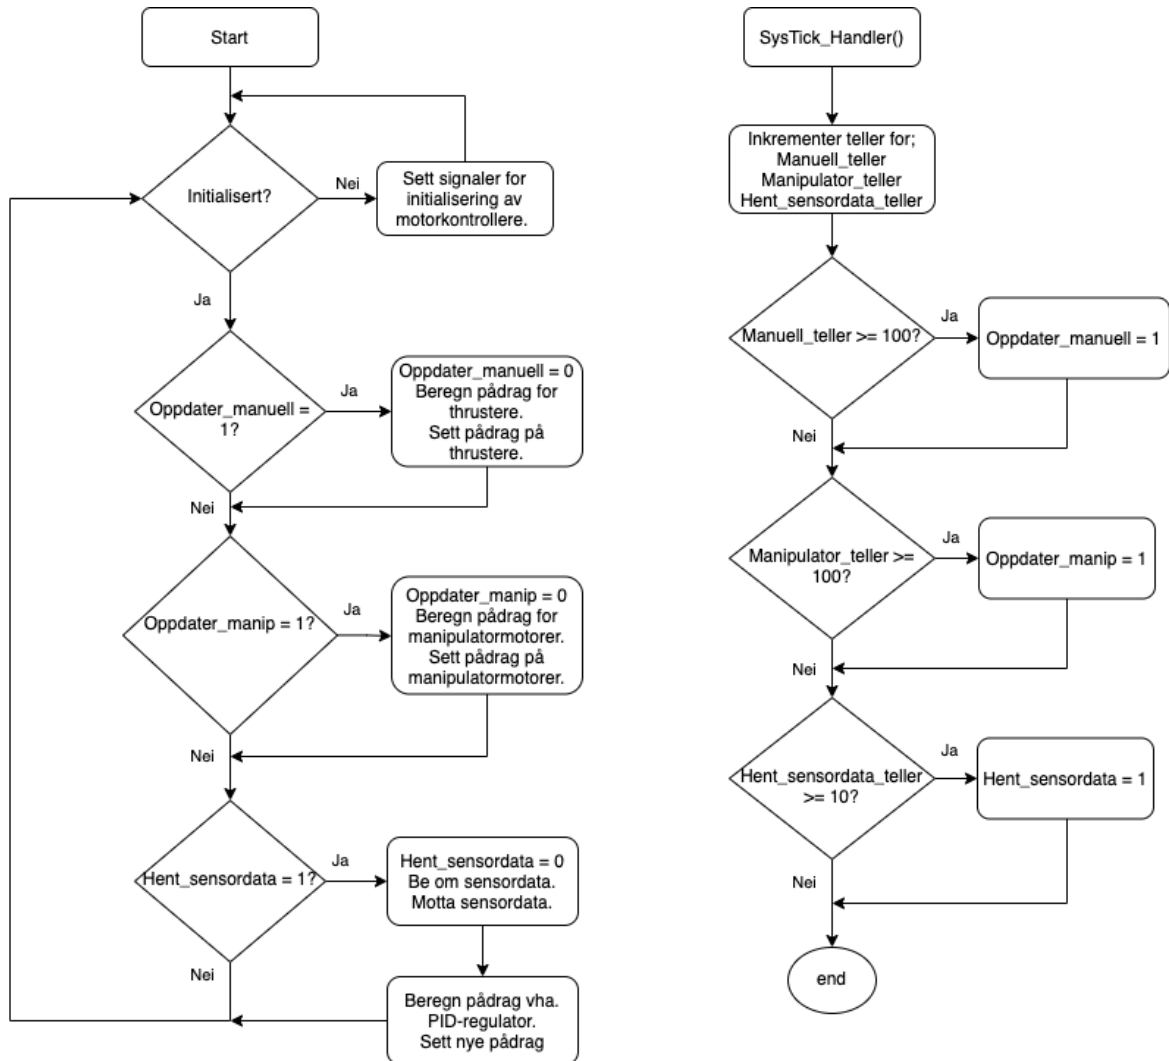 Start
Initialisert?
Nei
Sett signaler for
initialisering av
motorkontrollere.
Ja
Oppdater_manuell =
1?
Ja
Oppdater_manuell = 0
Beregn pådrag for
thrustere.
Sett pådrag på
thrustere.
Nei
Oppdater_manip = 1?
Ja
Oppdater_manip = 0
Beregn pådrag for
manipulatormotorer.
Sett pådrag på
manipulatormotorer.
Nei
Hent_sensordata = 1?
Ja
Hent_sensordata = 0
Be om sensordata.
Motta sensordata.
Nei
Beregn pådrag vha.
PID-regulator.
Sett nye pådrag
SysTick_Handler()
Inkrementer teller for;
Manuell_teller
Manipulator_teller
Hent_sensordata_teller
Manuell_teller >= 100?
Ja
Oppdater_manuell = 1
Nei
Manipulator_teller >=
100?
Ja
Oppdater_manip = 1
Nei
Hent_sensordata_teller
>= 10?
Ja
Hent_sensordata = 1
Nei
end